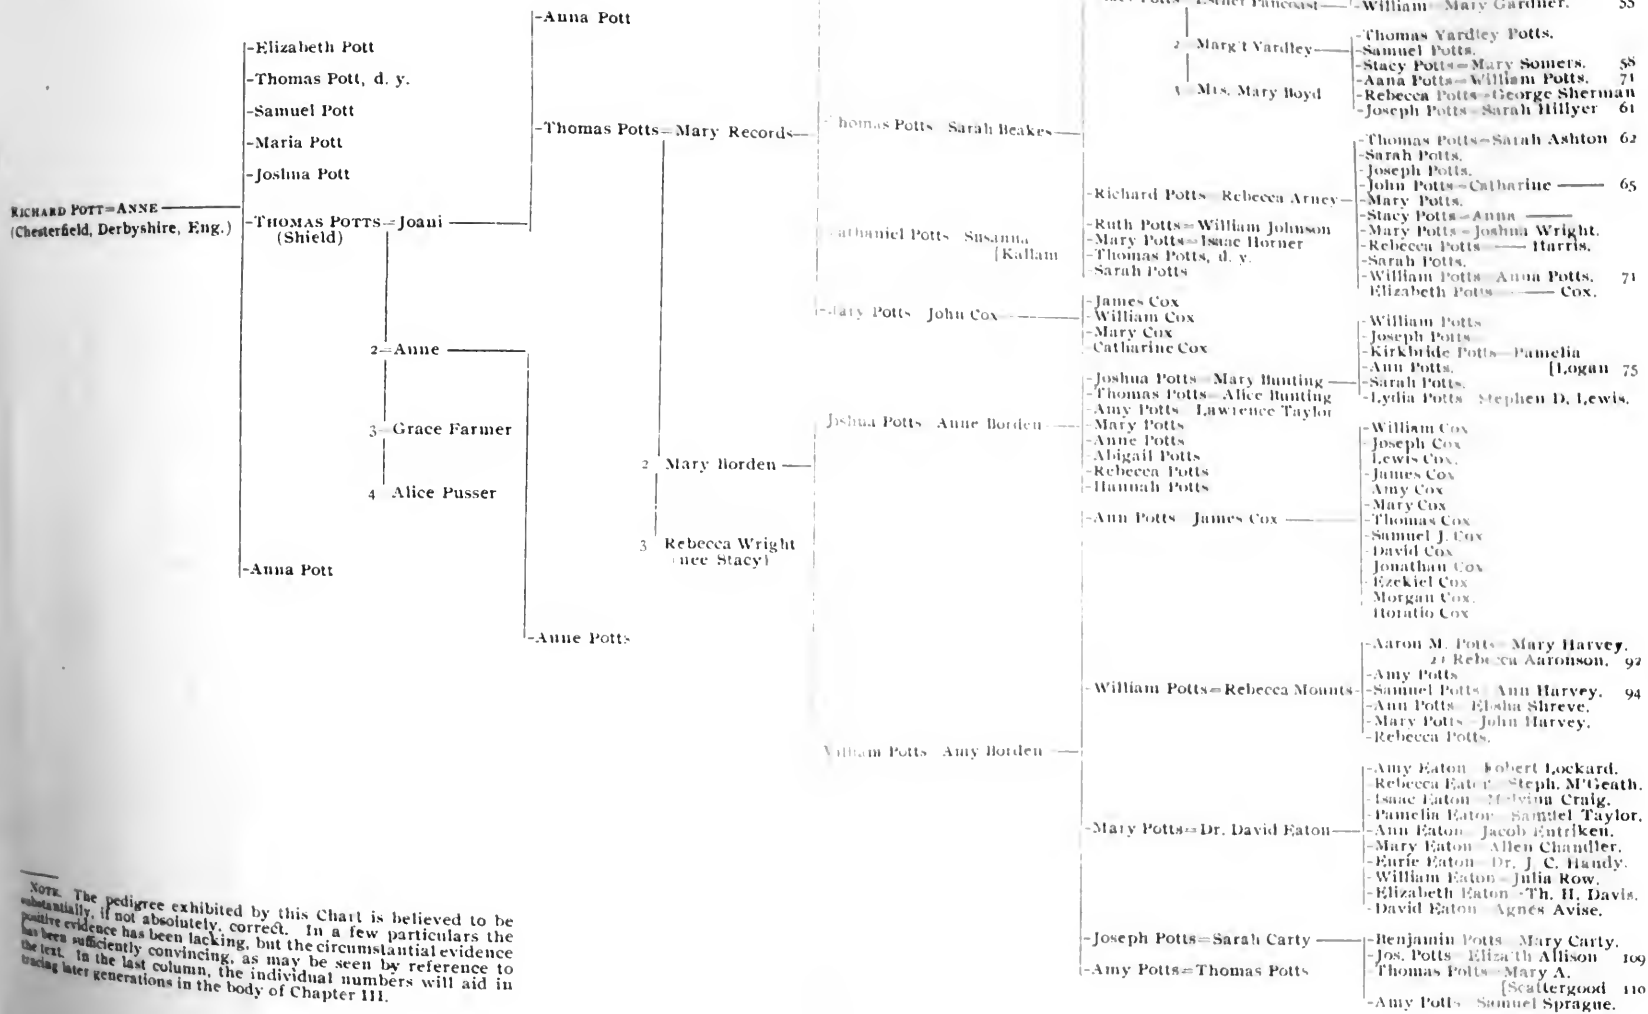 RICHARD POTT=ANNE
(Chesterfield, Derbyshire, Eng.)
-Elizabeth Pott
-Thomas Pott, d. y.
-Samuel Pott
-Maria Pott
-Joshua Pott
-THOMAS POTTS=Joani
(Shield)
-Anna Pott
2=Anne
3-Grace Farmer
4 Alice Pusser
-Anna Pott
-Thomas Potts=Mary Records
-Anne Potts
2 Mary Borden
3 Rebecca Wright
(nee Stacy)
Thomas Potts Sarah Beakes
Nathaniel Potts Susanna
[Kallam
-Mary Potts John Cox
Joshua Potts Anne Borden
William Potts Amy Borden
Potts Esther Pancoast
2 Marg't Yardley
3 Mrs. Mary Boyd
-Richard Potts Rebecca Arney
-Ruth Potts=William Johnson
-Mary Potts=Isaac Horner
-Thomas Potts, d. y.
-Sarah Potts
-James Cox
-William Cox
-Mary Cox
-Catharine Cox
-Joshua Potts-Mary Bunting
-Thomas Potts-Alice Bunting
-Amy Potts Lawrence Taylor
-Mary Potts
-Anne Potts
-Abigail Potts
-Rebecca Potts
-Hannah Potts
-Ann Potts James Cox
-William Potts=Rebecca Mounts
-Mary Potts=Dr. David Eaton
-Joseph Potts=Sarah Carty
-Amy Potts=Thomas Potts
-William Mary Gardner. 55
-Thomas Yardley Potts.
-Samuel Potts.
-Stacy Potts=Mary Somers. 58
-Anna Potts=William Potts. 71
-Rebecca Potts=George Sherman
-Joseph Potts-Sarah Hillyer 61
-Thomas Potts=Sarah Ashton 62
-Sarah Potts.
-Joseph Potts.
-John Potts=Catharine —— 65
-Mary Potts.
-Stacy Potts=Anna ——
-Mary Potts=Joshua Wright.
-Rebecca Potts —— Harris.
-Sarah Potts.
-William Potts Anna Potts. 71
Elizabeth Potts —— Cox.
-William Potts
-Joseph Potts
-Kirkbride Potts-Pamelia
-Ann Potts. [Logan 75
-Sarah Potts.
-Lydia Potts Stephen D. Lewis.
-William Cox
-Joseph Cox
Lewis Cox.
-James Cox
Amy Cox
-Mary Cox
-Thomas Cox
-Samuel J. Cox
-David Cox
Jonathan Cox
-Ezekiel Cox
Morgan Cox.
Horatio Cox
-Aaron M. Potts-Mary Harvey.
2) Rebecca Aaronson. 92
-Amy Potts
-Samuel Potts Ann Harvey. 94
-Ann Potts Elisha Shreve.
-Mary Potts-John Harvey.
-Rebecca Potts.
-Amy Eaton Robert Lockard.
-Rebecca Eaton Steph. M'Geath.
-Isaac Eaton Melvina Craig.
-Pamelia Eaton Samuel Taylor.
-Ann Eaton Jacob Entriken.
-Mary Eaton Allen Chandler.
-Eurie Eaton Dr. J. C. Handy.
-William Eaton-Julia Row.
-Elizabeth Eaton-Th. H. Davis.
-David Eaton Agnes Avise.
-Benjamin Potts Mary Carty.
-Jos. Potts-Eliza'th Allison 109
-Thomas Potts-Mary A.
[Scattergood 110
-Amy Potts Samuel Sprague.
NOTE. The pedigree exhibited by this Chart is believed to be
substantially, if not absolutely, correct. In a few particulars the
positive evidence has been lacking, but the circumstantial evidence
has been sufficiently convincing, as may be seen by reference to
the text. In the last column, the individual numbers will aid in
tracing later generations in the body of Chapter III.